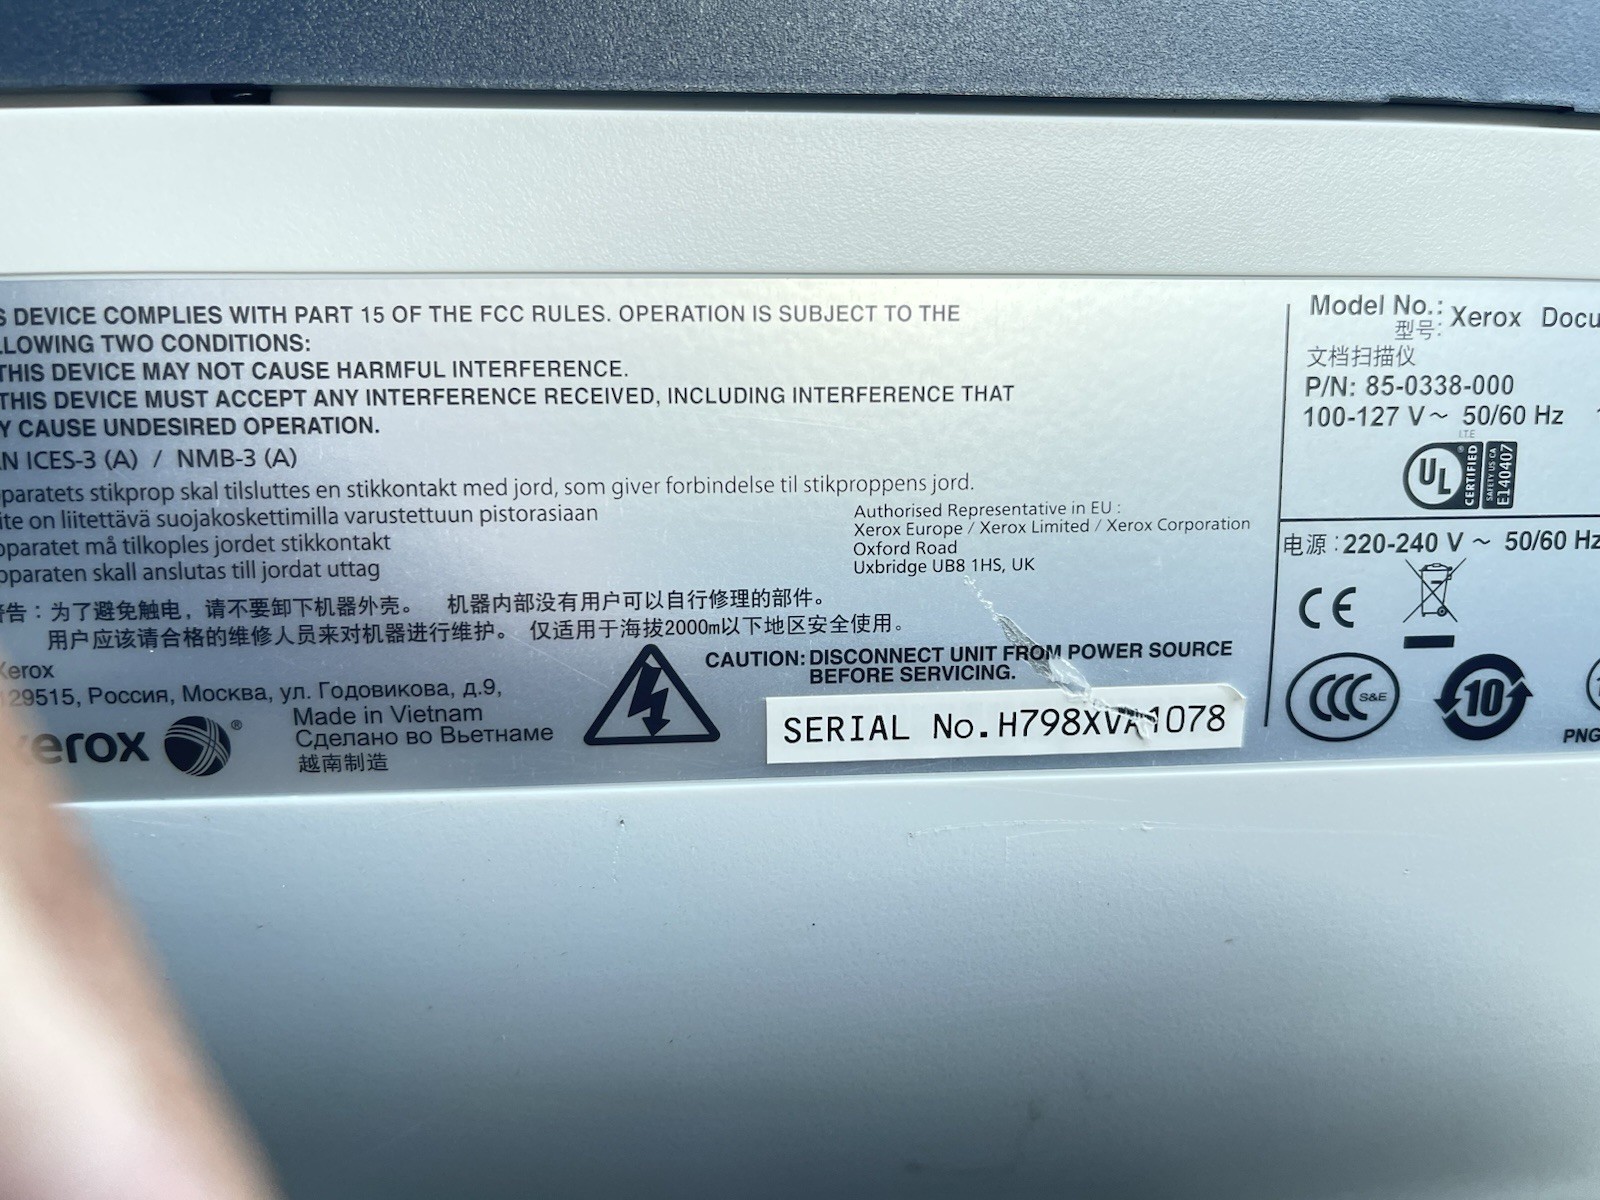 S DEVICE COMPLIES WITH PART 15 OF THE FCC RULES. OPERATION IS SUBJECT TO THE
LLOWING TWO CONDITIONS:
THIS DEVICE MAY NOT CAUSE HARMFUL INTERFERENCE.
THIS DEVICE MUST ACCEPT ANY INTERFERENCE RECEIVED, INCLUDING INTERFERENCE THAT
Y CAUSE UNDESIRED OPERATION.
N ICES-3 (A) / NMB-3 (A)
pparatets stikprop skal tilsluttes en stikkontakt med jord, som giver forbindelse til stikproppens jord.
ite on liitettävä suojakoskettimilla varustettuun pistorasiaan
pparatet må tilkoples jordet stikkontakt
pparaten skall anslutas till jordat uttag
Authorised Representative in EU :
Xerox Europe / Xerox Limited / Xerox Corporation
Oxford Road
Uxbridge UB8 1HS, UK
告：为了避免触电，请不要卸下机器外壳。 机器内部没有用户可以自行修理的部件。
用户应该请合格的维修人员来对机器进行维护。 仅适用于海拔2000m以下地区安全使用。
Xerox
129515, Россия, Москва, ул. Годовикова, д.9,
xerox ®
Made in Vietnam
Сделано во Вьетнаме
越南制造
CAUTION: DISCONNECT UNIT FROM POWER SOURCE
BEFORE SERVICING.
SERIAL No.H798XVA1078
Model No.: Xerox Docu
型号:
文档扫描仪
P/N: 85-0338-000
100-127 V~ 50/60 Hz
I.T.E
UL ® CERTIFIED SAFETY US CA E140407
电源：220-240 V ~ 50/60 Hz
CE
CCC S&E
10
PNG